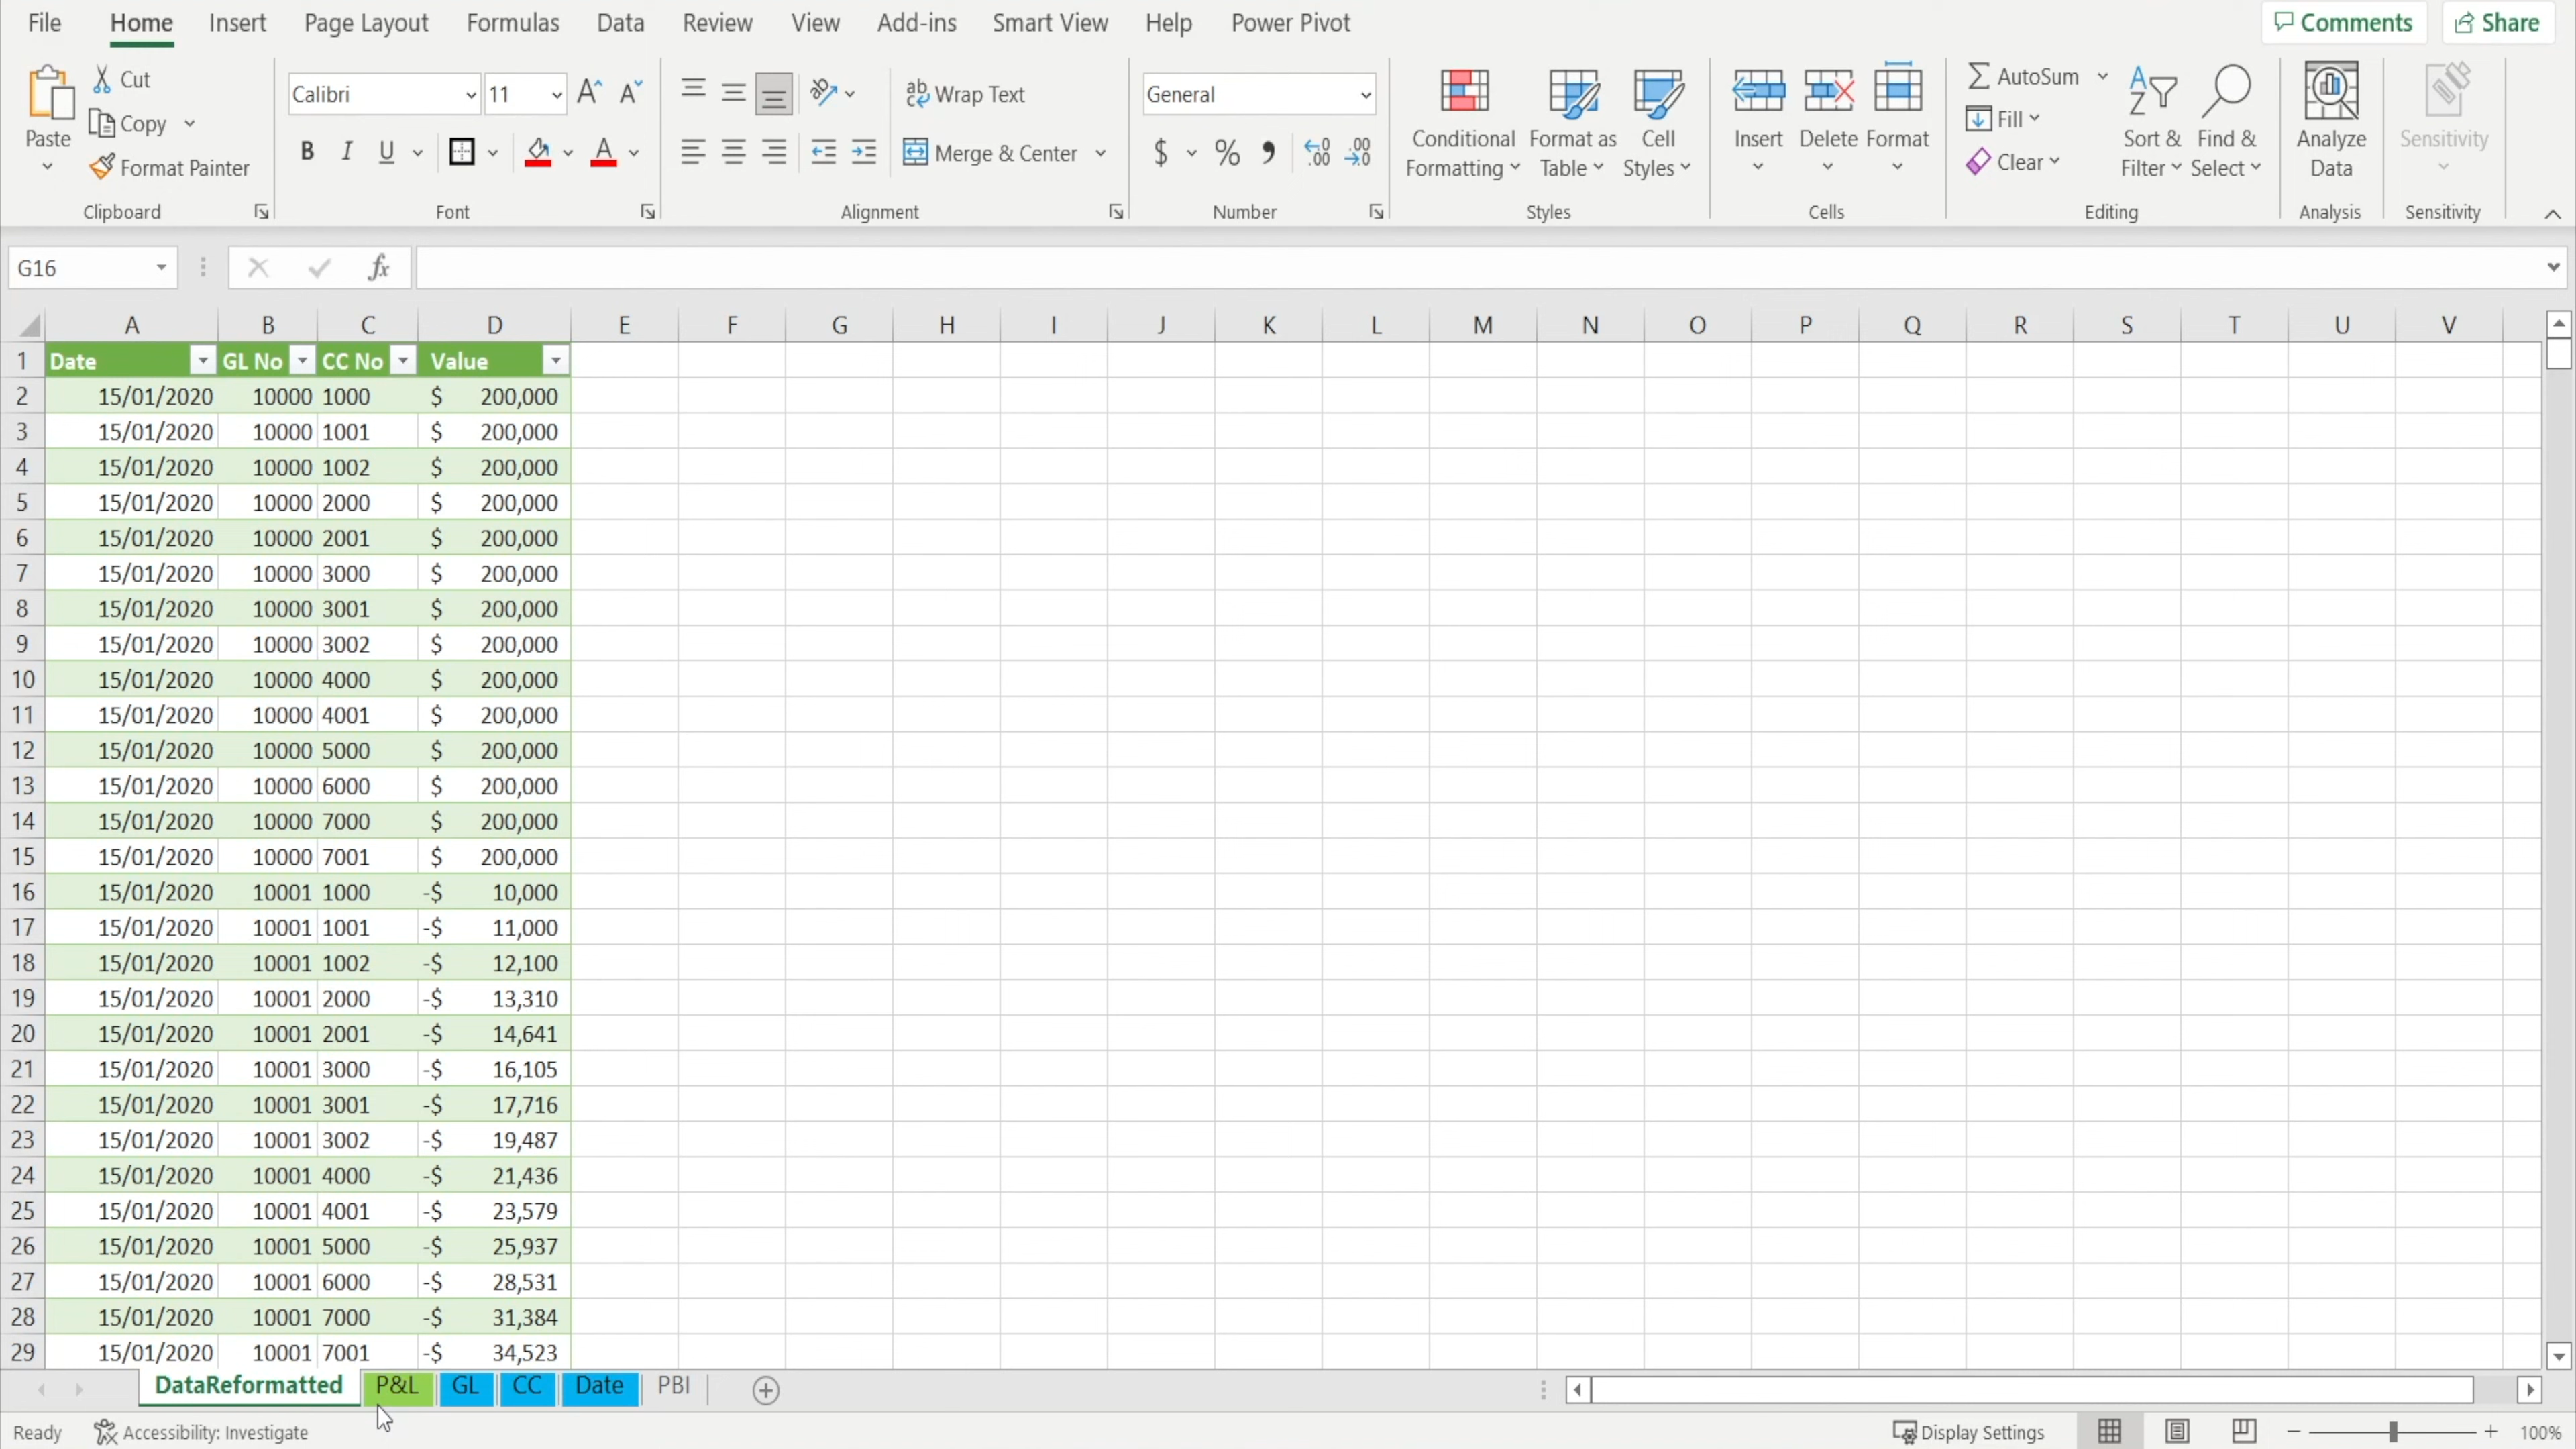 File Home Insert Page Layout Formulas Data Review View Add-ins Smart View Help Power Pivot Comments Share
Paste Cut Copy Format Painter Clipboard
Calibri 11 B I U Font
ab Wrap Text Merge & Center Alignment
General $ % , .00 .00 Number
Conditional Formatting Format as Table Cell Styles Styles
Insert Delete Format Cells
AutoSum Fill Clear Sort & Filter Find & Select Editing
Analyze Data Analysis
Sensitivity Sensitivity
G16 fx
A B C D E F G H I J K L M N O P Q R S T U V
1 Date GL No CC No Value
2 15/01/2020 10000 1000 $ 200,000
3 15/01/2020 10000 1001 $ 200,000
4 15/01/2020 10000 1002 $ 200,000
5 15/01/2020 10000 2000 $ 200,000
6 15/01/2020 10000 2001 $ 200,000
7 15/01/2020 10000 3000 $ 200,000
8 15/01/2020 10000 3001 $ 200,000
9 15/01/2020 10000 3002 $ 200,000
10 15/01/2020 10000 4000 $ 200,000
11 15/01/2020 10000 4001 $ 200,000
12 15/01/2020 10000 5000 $ 200,000
13 15/01/2020 10000 6000 $ 200,000
14 15/01/2020 10000 7000 $ 200,000
15 15/01/2020 10000 7001 $ 200,000
16 15/01/2020 10001 1000 -$ 10,000
17 15/01/2020 10001 1001 -$ 11,000
18 15/01/2020 10001 1002 -$ 12,100
19 15/01/2020 10001 2000 -$ 13,310
20 15/01/2020 10001 2001 -$ 14,641
21 15/01/2020 10001 3000 -$ 16,105
22 15/01/2020 10001 3001 -$ 17,716
23 15/01/2020 10001 3002 -$ 19,487
24 15/01/2020 10001 4000 -$ 21,436
25 15/01/2020 10001 4001 -$ 23,579
26 15/01/2020 10001 5000 -$ 25,937
27 15/01/2020 10001 6000 -$ 28,531
28 15/01/2020 10001 7000 -$ 31,384
29 15/01/2020 10001 7001 -$ 34,523
DataReformatted P&L GL CC Date PBI
Ready Accessibility: Investigate Display Settings 100%